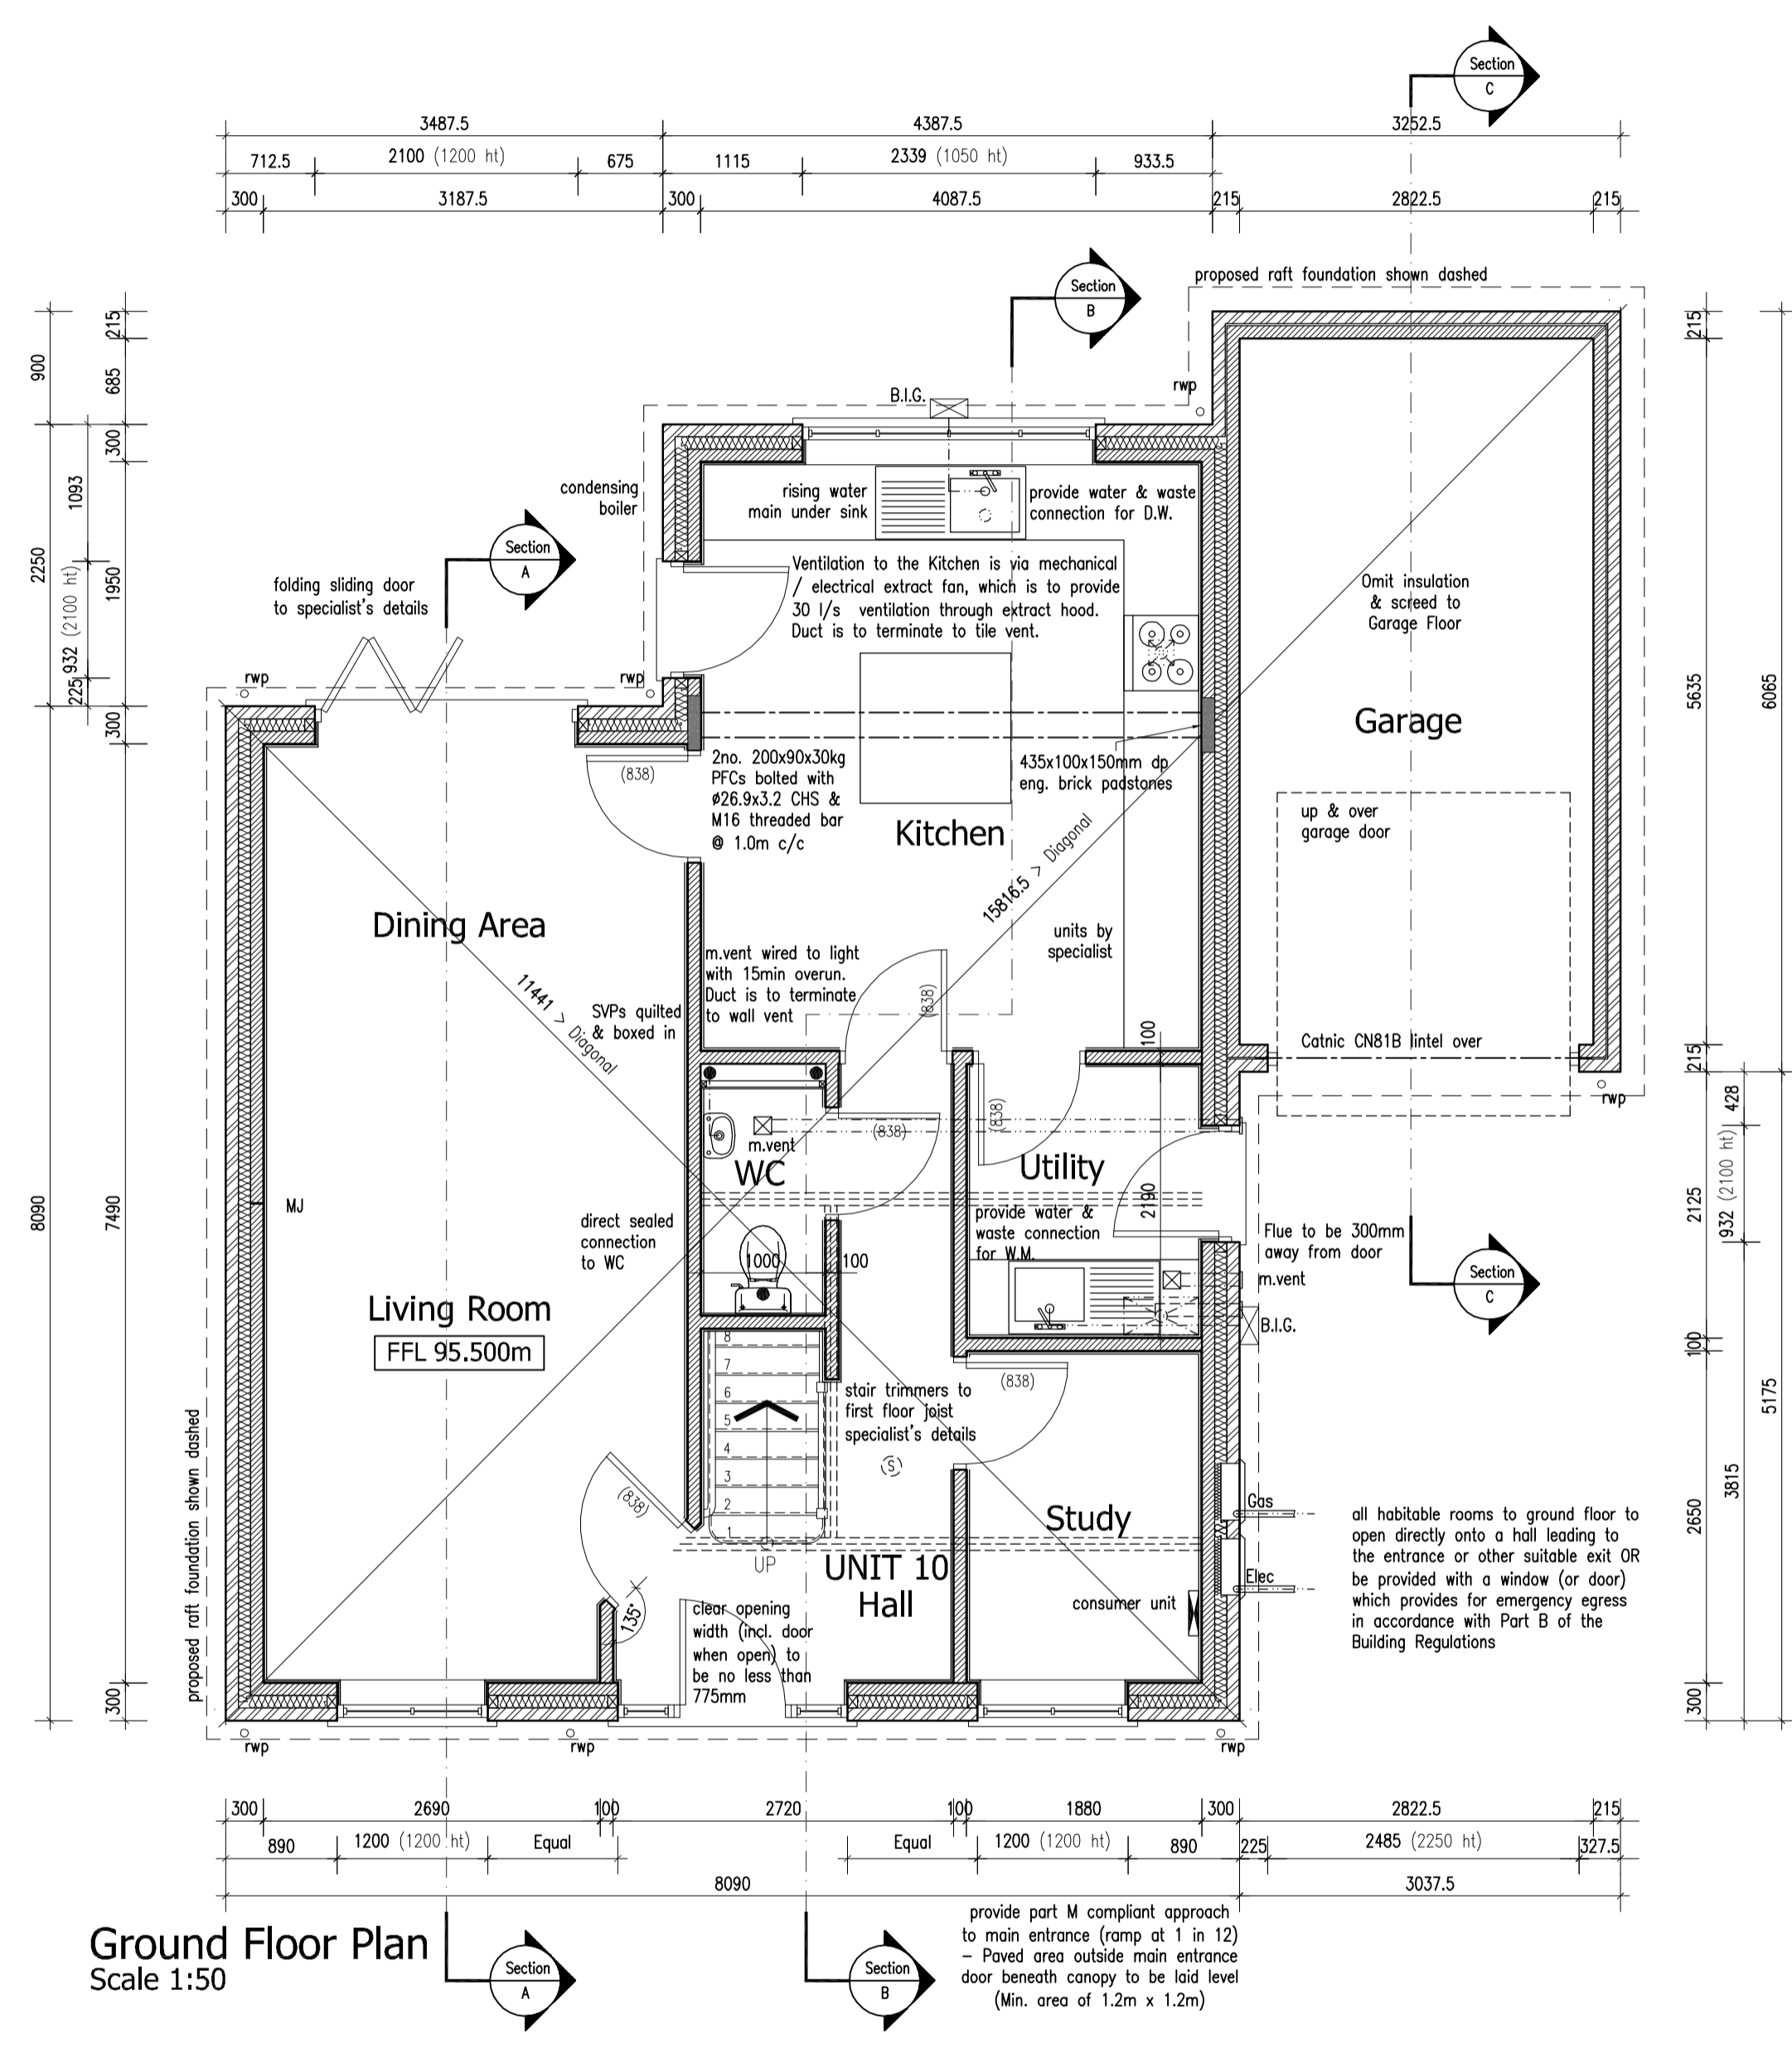 Section
C
3487.5
4387.5
3252.5
712.5
2100 (1200 ht)
675
1115
2339 (1050 ht)
933.5
300
3187.5
300
4087.5
215
2822.5
215
proposed raft foundation shown dashed
Section
B
215
900
685
300
1093
2250
1950
932 (2100 ht)
225
300
8090
7490
300
215
5635
6065
215
428
2125
932 (2100 ht)
100
5175
3815
2650
300
rwp
B.I.G.
condensing
boiler
rising water
main under sink
provide water & waste
connection for D.W.
Section
A
folding sliding door
to specialist's details
Ventilation to the Kitchen is via mechanical
/ electrical extract fan, which is to provide
30 l/s ventilation through extract hood.
Duct is to terminate to tile vent.
Omit insulation
& screed to
Garage Floor
rwp
rwp
Garage
(838)
2no. 200x90x30kg
PFCs bolted with
ø26.9x3.2 CHS &
M16 threaded bar
@ 1.0m c/c
435x100x150mm dp
eng. brick padstones
up & over
garage door
Kitchen
15816.5 > Diagonal
Dining Area
units by
specialist
m.vent wired to light
with 15min overun.
Duct is to terminate
to wall vent
11441 > Diagonal
SVPs quilted
& boxed in
(838)
100
Catnic CN81B lintel over
rwp
(838)
(838)
m.vent
WC
Utility
MJ
2190
direct sealed
connection
to WC
provide water &
waste connection
for W.M.
Flue to be 300mm
away from door
m.vent
1000
100
Section
C
Living Room
FFL 95.500m
B.I.G.
8
7
6
5
4
3
2
1
UP
(838)
stair trimmers to
first floor joist
specialist's details
S
proposed raft foundation shown dashed
(838)
Study
Gas
Elec
all habitable rooms to ground floor to
open directly onto a hall leading to
the entrance or other suitable exit OR
be provided with a window (or door)
which provides for emergency egress
in accordance with Part B of the
Building Regulations
UNIT 10
Hall
consumer unit
135°
clear opening
width (incl. door
when open) to
be no less than
775mm
rwp
rwp
rwp
300
2690
100
2720
100
1880
300
2822.5
215
890
1200 (1200 ht)
Equal
Equal
1200 (1200 ht)
890
225
2485 (2250 ht)
327.5
8090
3037.5
Ground Floor Plan
Scale 1:50
Section
A
Section
B
provide part M compliant approach
to main entrance (ramp at 1 in 12)
– Paved area outside main entrance
door beneath canopy to be laid level
(Min. area of 1.2m x 1.2m)